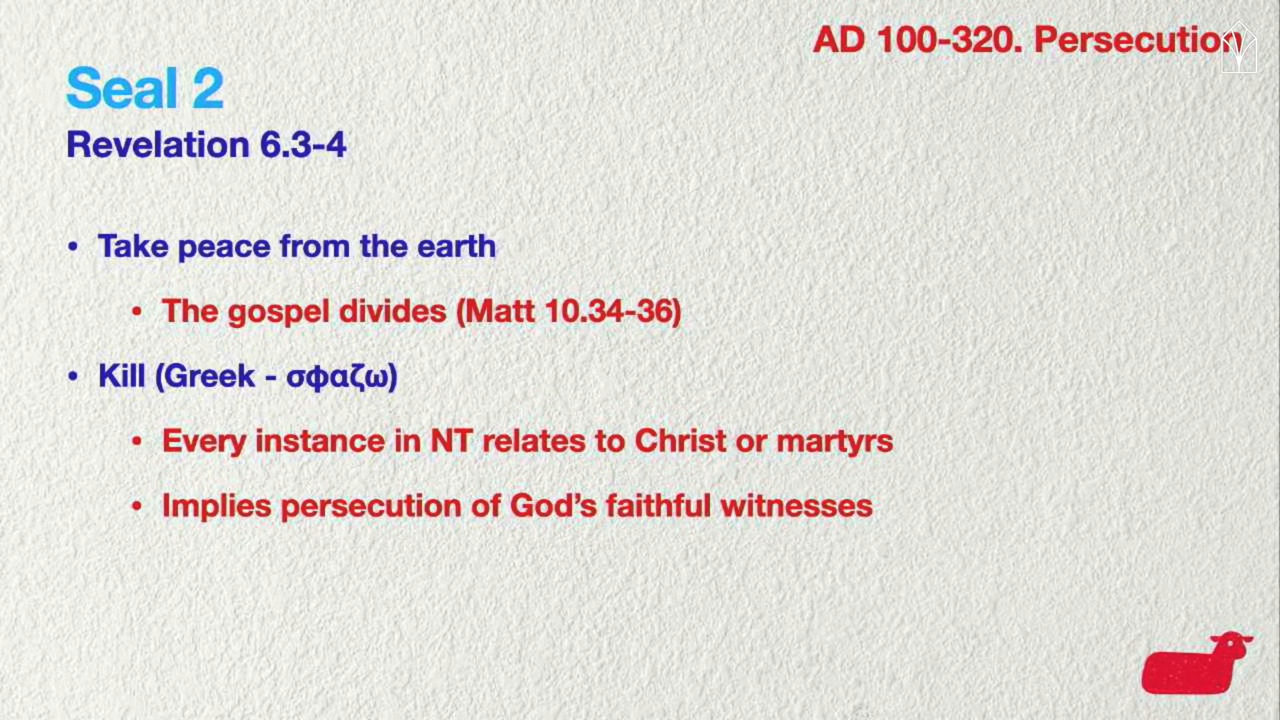 AD 100-320. Persecution
Seal 2
Revelation 6.3-4
• Take peace from the earth
• The gospel divides (Matt 10.34-36)
• Kill (Greek - σφαζω)
• Every instance in NT relates to Christ or martyrs
• Implies persecution of God’s faithful witnesses